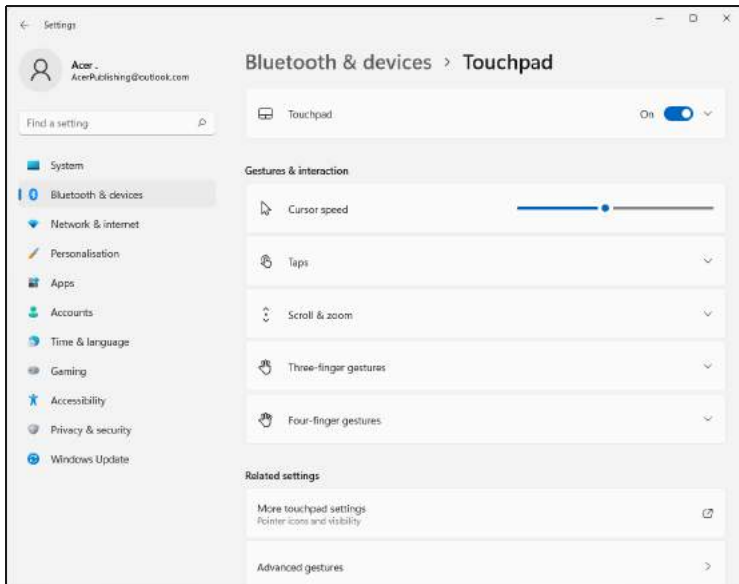 Settings
Acer .
AcerPublishing@outlook.com
Find a setting
System
Bluetooth & devices
Network & internet
Personalisation
Apps
Accounts
Time & language
Gaming
Accessibility
Privacy & security
Windows Update
Bluetooth & devices > Touchpad
Touchpad
On
Gestures & interaction
Cursor speed
Taps
Scroll & zoom
Three-finger gestures
Four-finger gestures
Related settings
More touchpad settings
Pointer icons and visibility
Advanced gestures